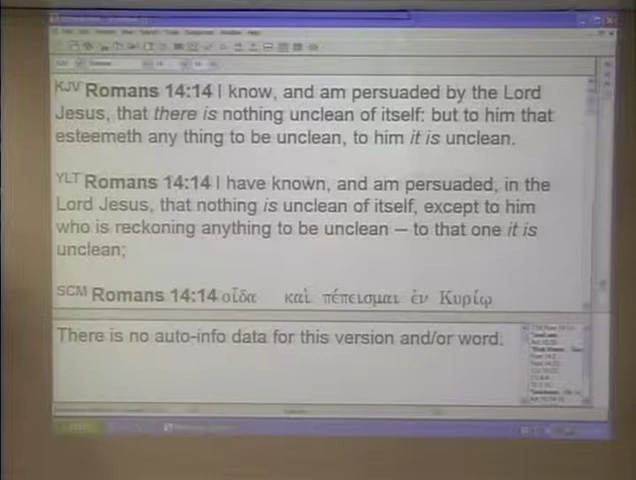 KJV Romans 14:14 I know, and am persuaded by the Lord
Jesus, that there is nothing unclean of itself: but to him that
esteemeth any thing to be unclean, to him it is unclean.
YLT Romans 14:14 I have known, and am persuaded, in the
Lord Jesus, that nothing is unclean of itself, except to him
who is reckoning anything to be unclean — to that one it is
unclean;
SCM Romans 14:14 οἶδα καὶ πέπεισμαι ἐν Κυρίῳ
There is no auto-info data for this version and/or word.